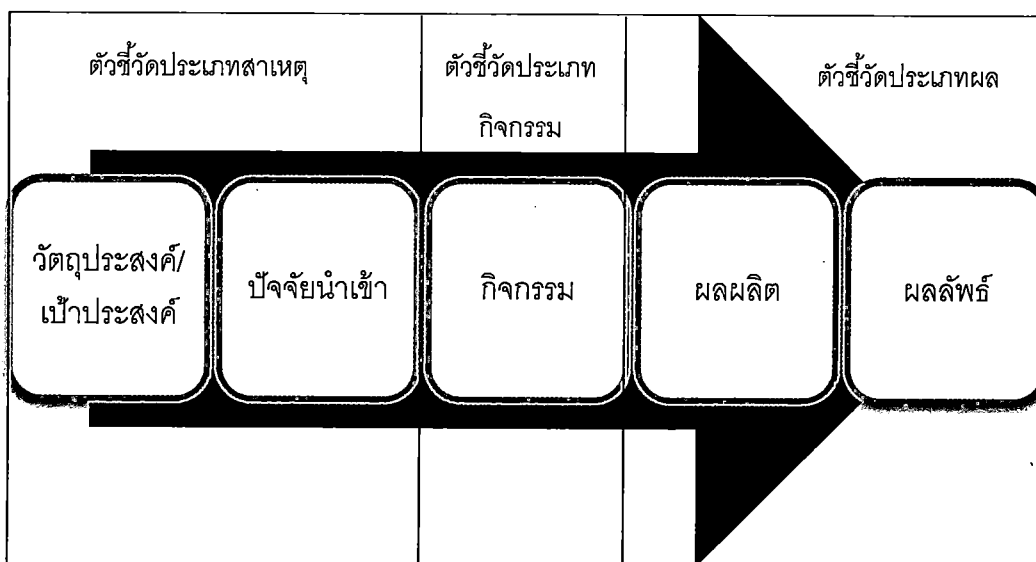 ตัวชี้วัดประเภทสาเหตุ
ตัวชี้วัดประเภท
กิจกรรม
ตัวชี้วัดประเภทผล
วัตถุประสงค์/
เป้าประสงค์
ปัจจัยนำเข้า
กิจกรรม
ผลผลิต
ผลลัพธ์